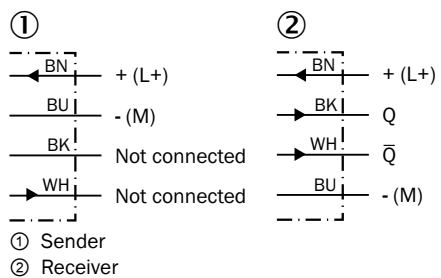 ① ②
BN + (L+) BN + (L+)
BU - (M) BK Q
BK Not connected WH Q̅
WH Not connected BU - (M)
① Sender
② Receiver